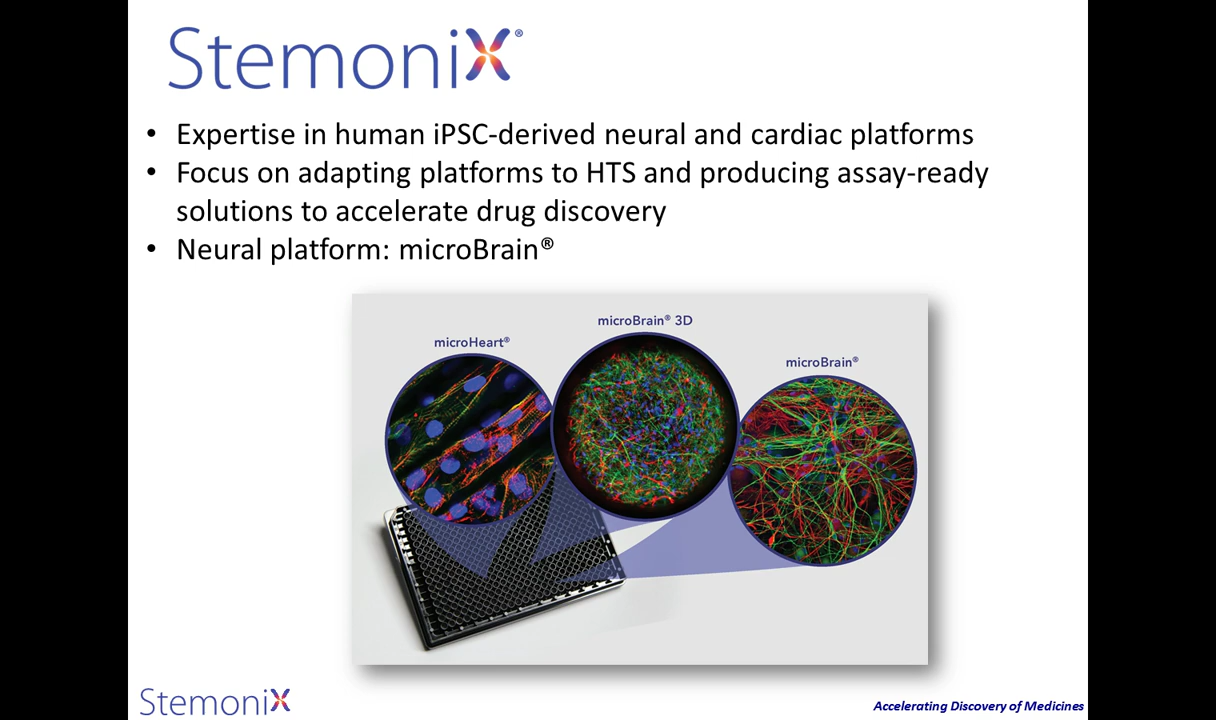 StemoniX®
• Expertise in human iPSC-derived neural and cardiac platforms
• Focus on adapting platforms to HTS and producing assay-ready
solutions to accelerate drug discovery
• Neural platform: microBrain®
microBrain® 3D
microHeart®
microBrain®
StemoniX
Accelerating Discovery of Medicines